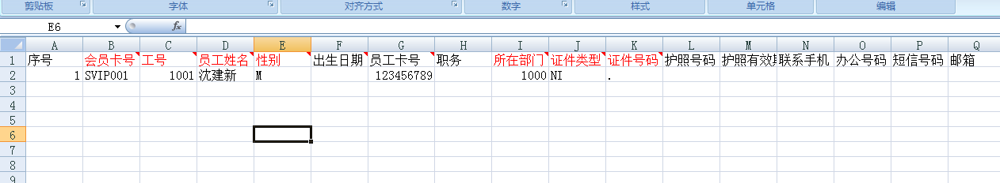 剪贴板 字体 对齐方式 数字 样式 单元格 编辑
E6 fx
A B C D E F G H I J K L M N O P Q
1 序号 会员卡号 工号 员工姓名 性别 出生日期 员工卡号 职务 所在部门 证件类型 证件号码 护照号码 护照有效 联系手机 办公号码 短信号码 邮箱
2 1 SVIP001 1001 沈建新 M 123456789 1000 NI .
3
4
5
6
7
8
9